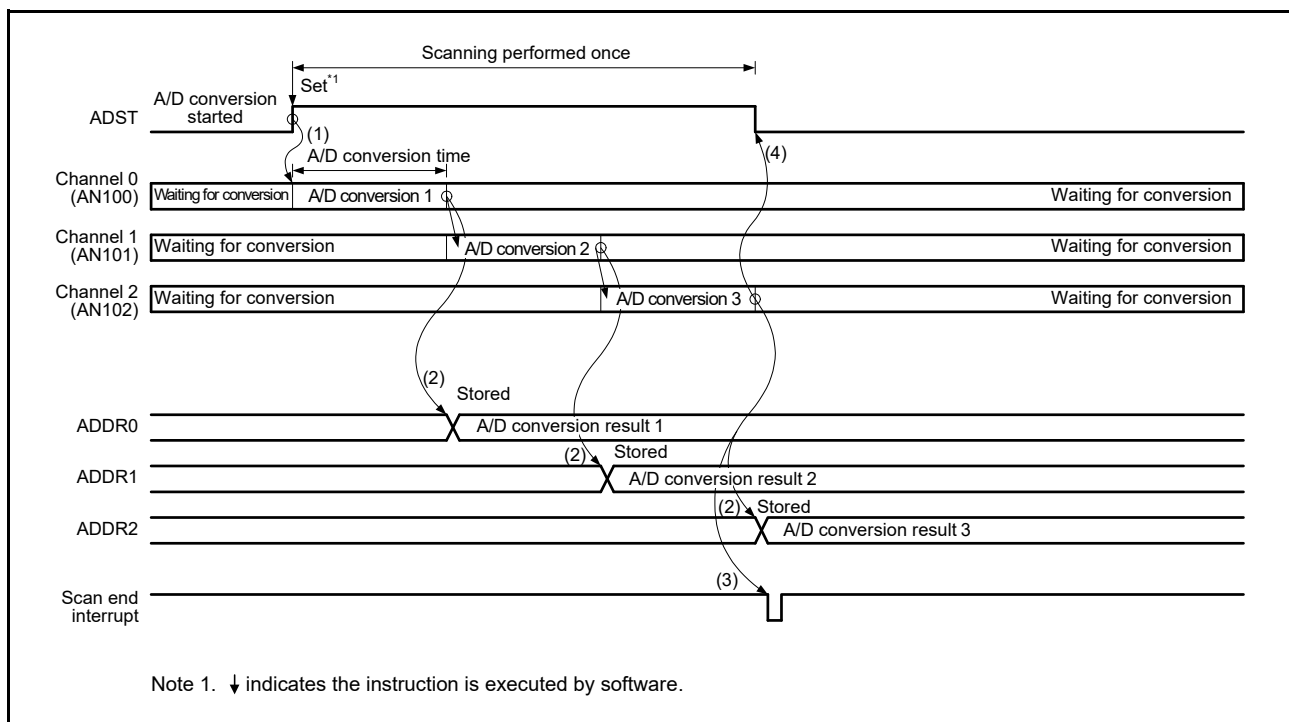 Scanning performed once
Set*1
A/D conversion
started
ADST
(1)
(4)
A/D conversion time
Channel 0
(AN100)
Waiting for conversion
A/D conversion 1
Waiting for conversion
Channel 1
(AN101)
Waiting for conversion
A/D conversion 2
Waiting for conversion
Channel 2
(AN102)
Waiting for conversion
A/D conversion 3
Waiting for conversion
(2)
Stored
ADDR0
A/D conversion result 1
(2)
Stored
ADDR1
A/D conversion result 2
(2)
Stored
ADDR2
A/D conversion result 3
(3)
Scan end
interrupt
Note 1. ↓ indicates the instruction is executed by software.